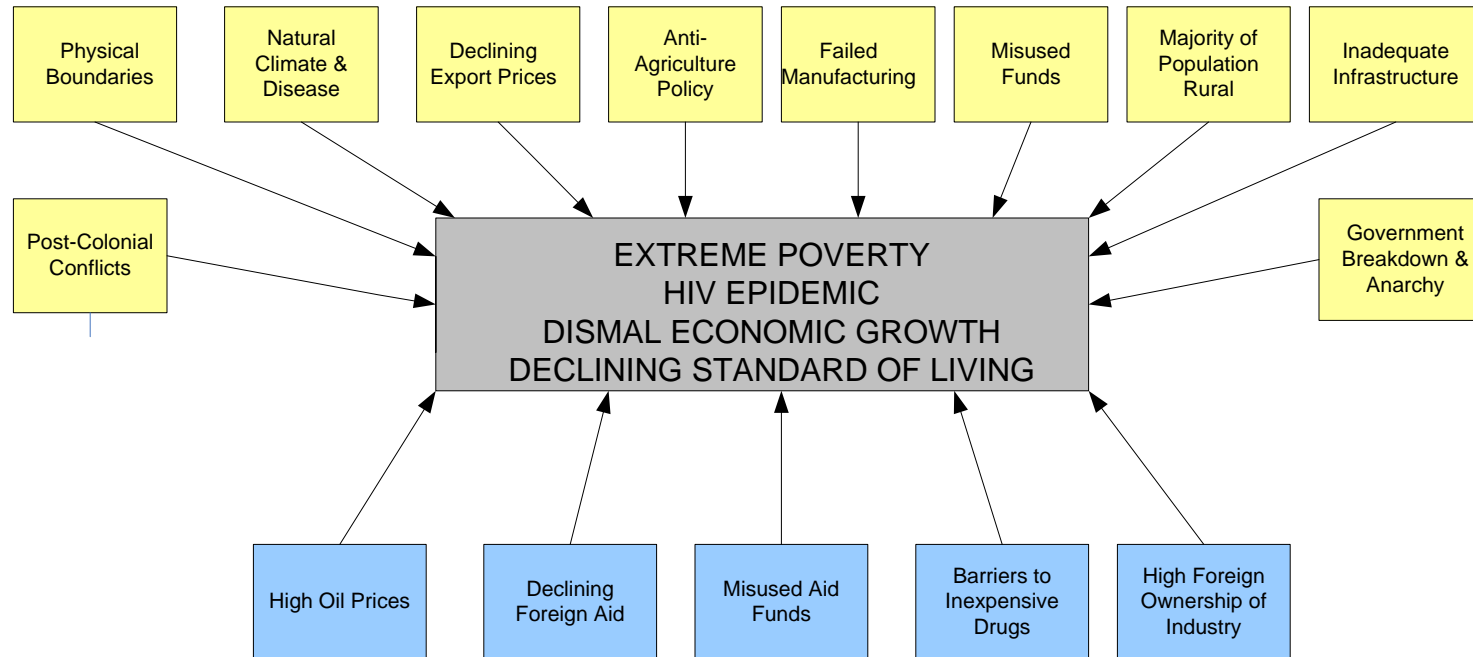 Physical
Boundaries
Natural
Climate &
Disease
Declining
Export Prices
Anti-
Agriculture
Policy
Failed
Manufacturing
Misused
Funds
Majority of
Population
Rural
Inadequate
Infrastructure
Post-Colonial
Conflicts
EXTREME POVERTY
HIV EPIDEMIC
DISMAL ECONOMIC GROWTH
DECLINING STANDARD OF LIVING
Government
Breakdown &
Anarchy
High Oil Prices
Declining
Foreign Aid
Misused Aid
Funds
Barriers to
Inexpensive
Drugs
High Foreign
Ownership of
Industry